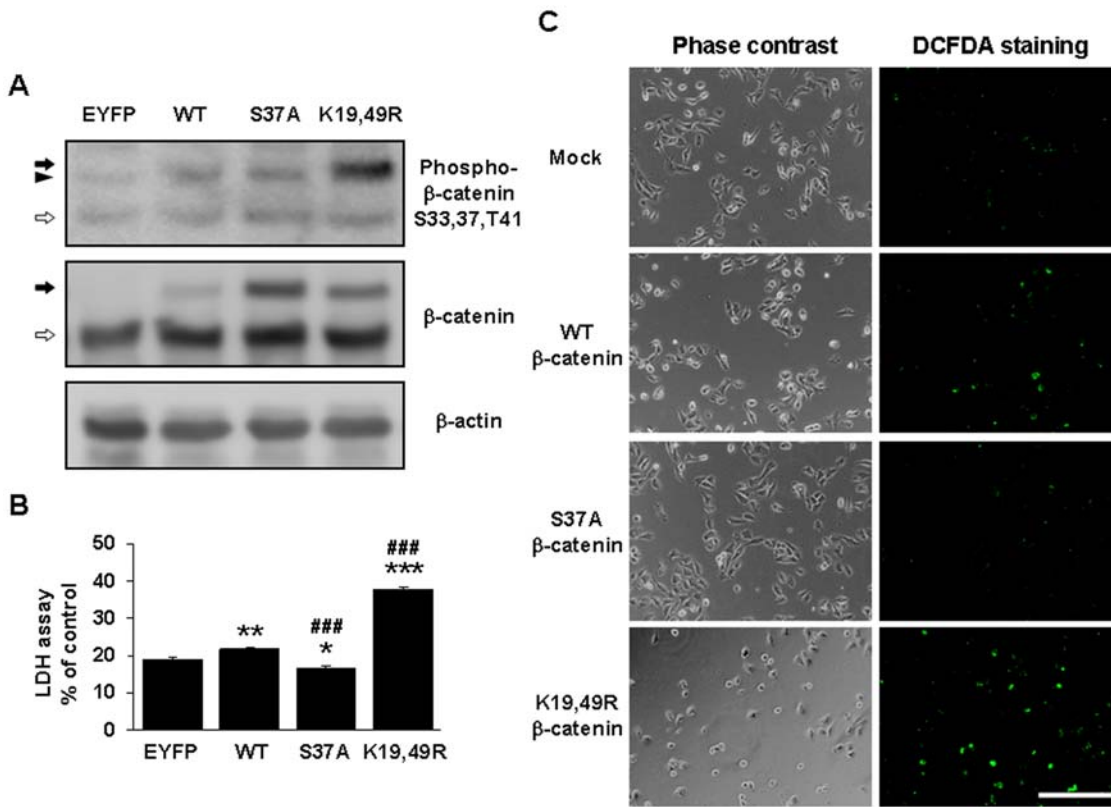 A
EYFP WT S37A K19,49R
Phospho-
β-catenin
S33,37,T41
β-catenin
β-actin
B
LDH assay
% of control
50
40
30
20
10
0
**
###
*
###
***
EYFP WT S37A K19,49R
C
Phase contrast DCFDA staining
Mock
WT
β-catenin
S37A
β-catenin
K19,49R
β-catenin